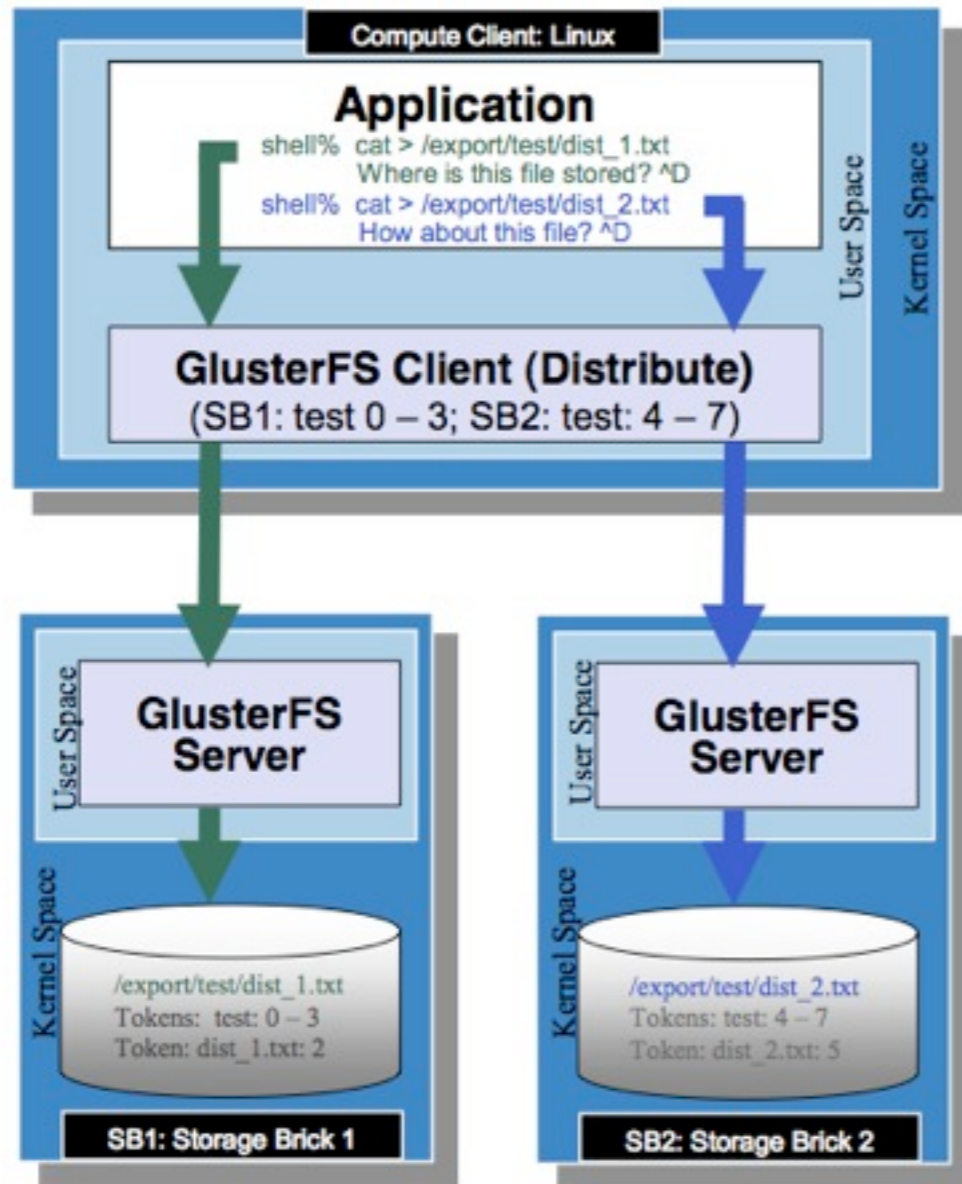 Compute Client: Linux
Application
shell% cat > /export/test/dist_1.txt
Where is this file stored? ^D
shell% cat > /export/test/dist_2.txt
How about this file? ^D
User Space
Kernel Space
GlusterFS Client (Distribute)
(SB1: test 0 – 3; SB2: test: 4 – 7)
User Space
GlusterFS
Server
Kernel Space
/export/test/dist_1.txt
Tokens: test: 0 – 3
Token: dist_1.txt: 2
SB1: Storage Brick 1
User Space
GlusterFS
Server
Kernel Space
/export/test/dist_2.txt
Tokens: test: 4 – 7
Token: dist_2.txt: 5
SB2: Storage Brick 2